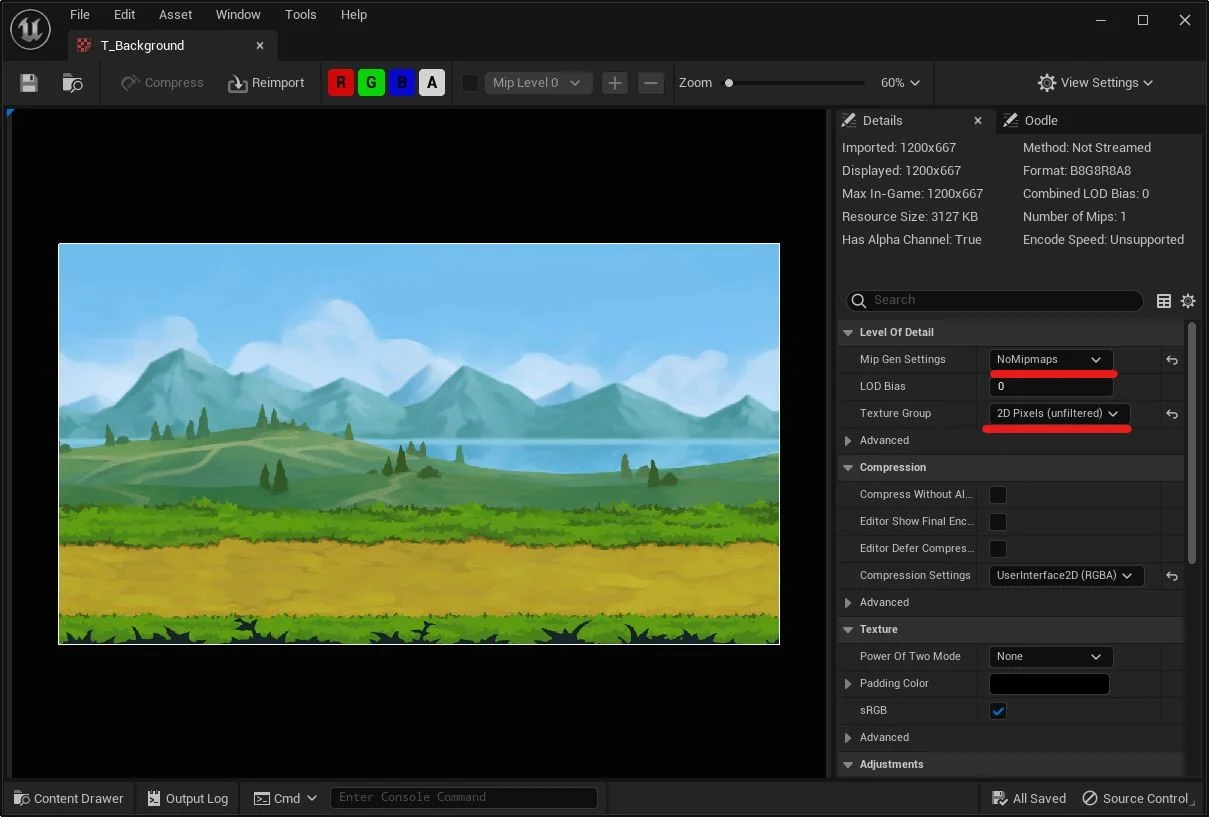 File Edit Asset Window Tools Help
T_Background
Compress Reimport R G B A Mip Level 0 Zoom 60% View Settings
Details Oodle
Imported: 1200x667 Method: Not Streamed
Displayed: 1200x667 Format: B8G8R8A8
Max In-Game: 1200x667 Combined LOD Bias: 0
Resource Size: 3127 KB Number of Mips: 1
Has Alpha Channel: True Encode Speed: Unsupported
Search
Level Of Detail
Mip Gen Settings NoMipmaps
LOD Bias 0
Texture Group 2D Pixels (unfiltered)
Advanced
Compression
Compress Without Al...
Editor Show Final Enc...
Editor Defer Compres...
Compression Settings UserInterface2D (RGBA)
Advanced
Texture
Power Of Two Mode None
Padding Color
sRGB
Advanced
Adjustments
Content Drawer Output Log Cmd Enter Console Command All Saved Source Control